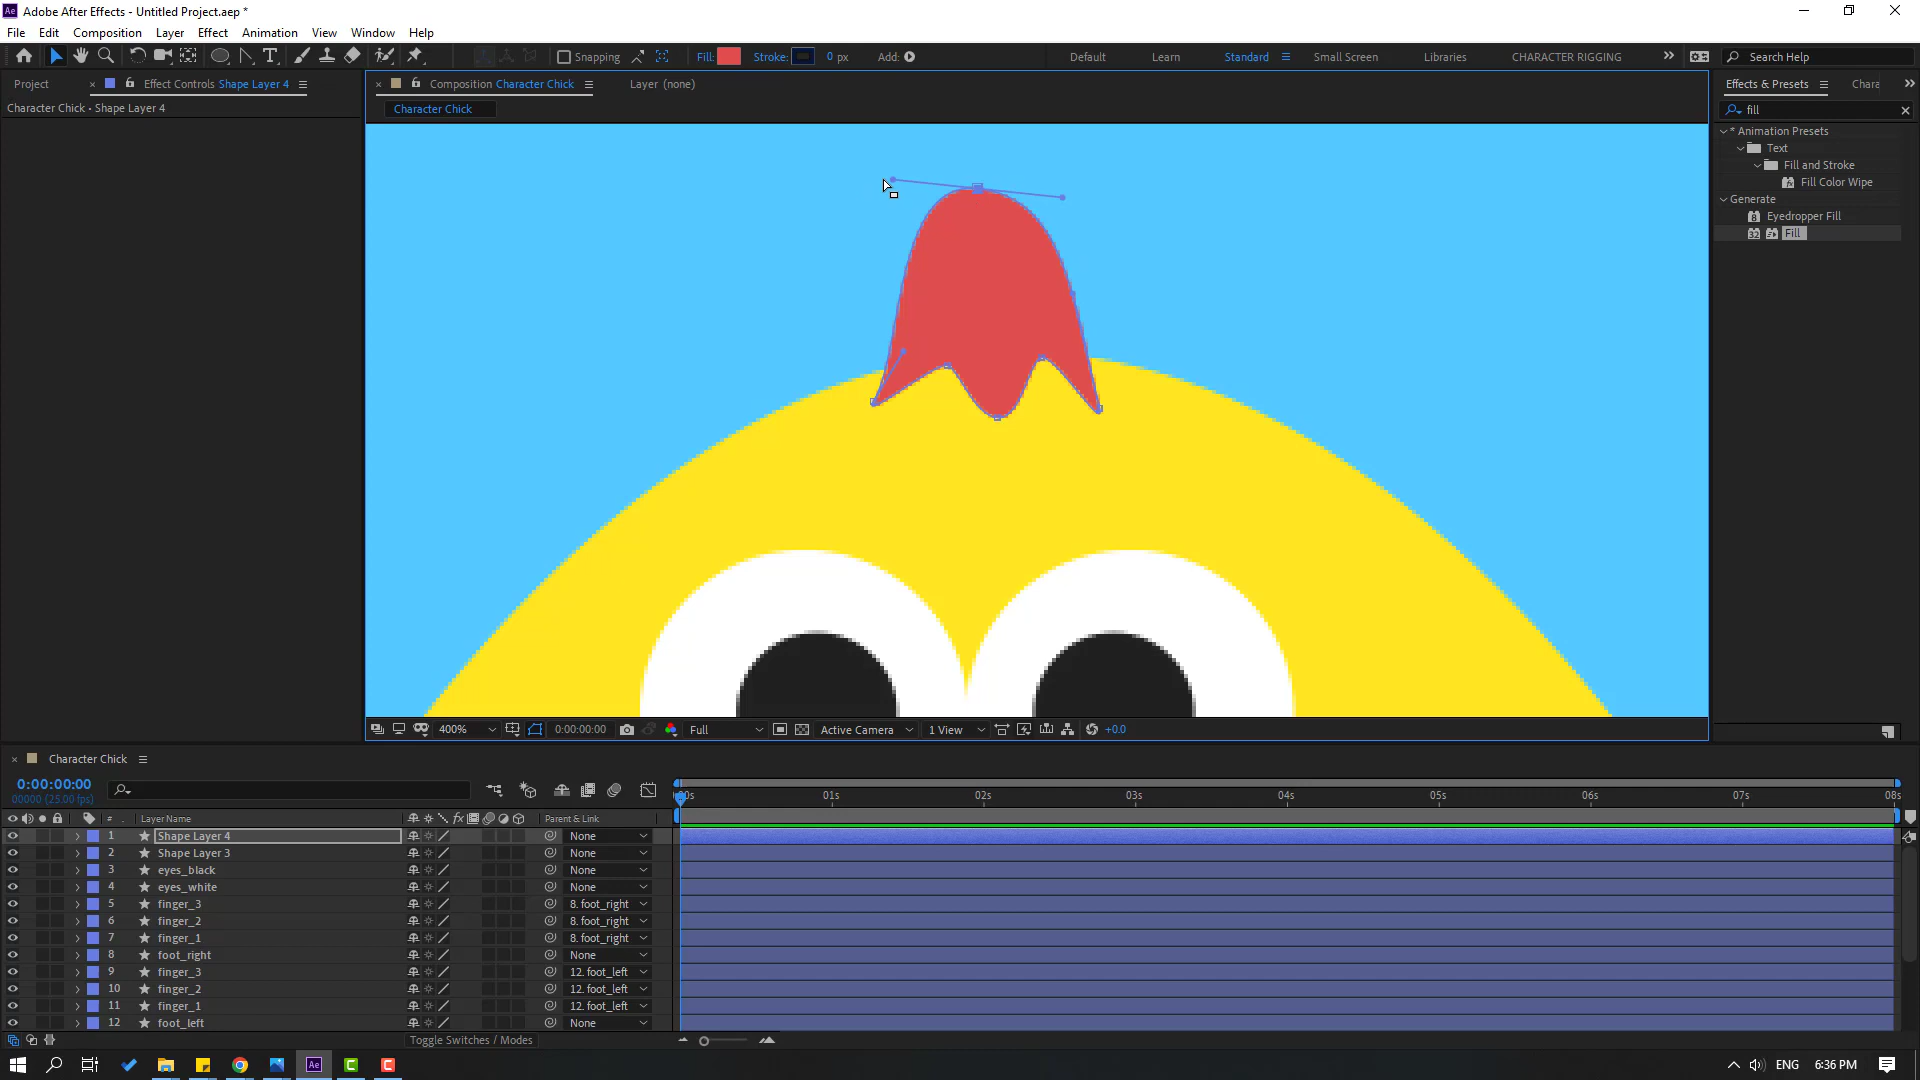 Adobe After Effects - Untitled Project.aep *
File Edit Composition Layer Effect Animation View Window Help
Snapping Fill: Stroke: 0 px Add: Default Learn Standard Small Screen Libraries CHARACTER RIGGING Search Help
Project Effect Controls Shape Layer 4 Composition Character Chick Layer (none) Effects & Presets Chara
Character Chick • Shape Layer 4
Character Chick
fill
* Animation Presets
Text
Fill and Stroke
Fill Color Wipe
Generate
Eyedropper Fill
Fill
400% 0:00:00:00 Full Active Camera 1 View +0.0
Character Chick
0:00:00:00
00000 (25.00 fps)
00s 01s 02s 03s 04s 05s 06s 07s 08s
# Layer Name Parent & Link
1 Shape Layer 4 None
2 Shape Layer 3 None
3 eyes_black None
4 eyes_white None
5 finger_3 8. foot_right
6 finger_2 8. foot_right
7 finger_1 8. foot_right
8 foot_right None
9 finger_3 12. foot_left
10 finger_2 12. foot_left
11 finger_1 12. foot_left
12 foot_left None
Toggle Switches / Modes
ENG 6:36 PM